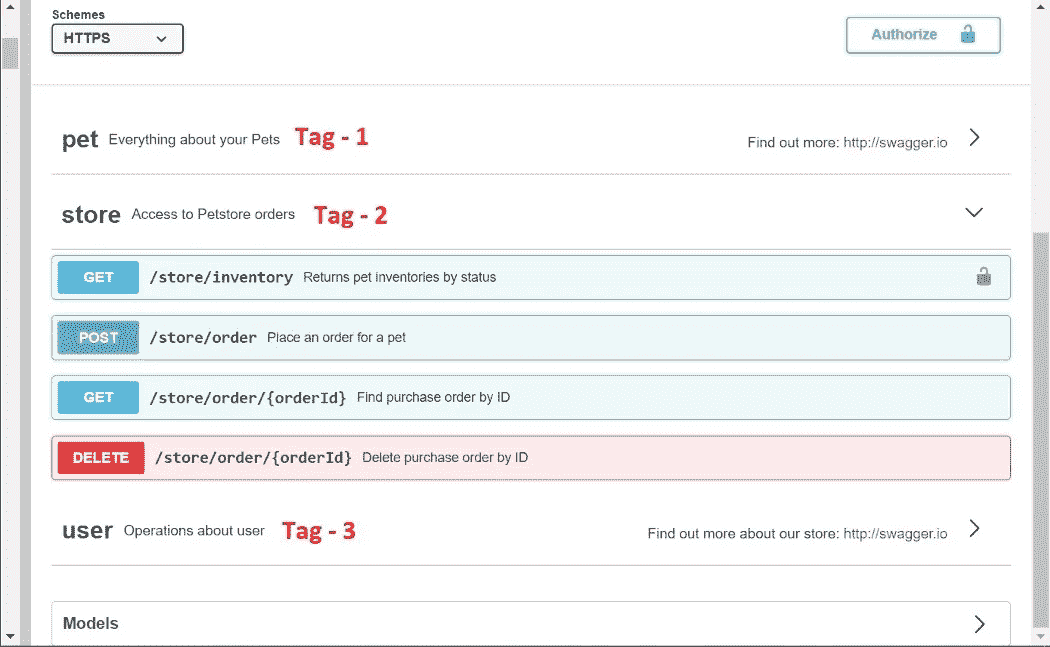 Schemes
HTTPS
Authorize
pet Everything about your Pets Tag - 1 Find out more: http://swagger.io
store Access to Petstore orders Tag - 2
GET /store/inventory Returns pet inventories by status
POST /store/order Place an order for a pet
GET /store/order/{orderId} Find purchase order by ID
DELETE /store/order/{orderId} Delete purchase order by ID
user Operations about user Tag - 3 Find out more about our store: http://swagger.io
Models